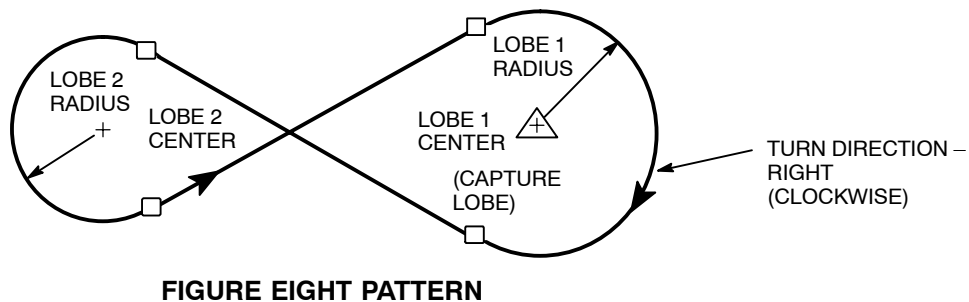 LOBE 1
RADIUS
LOBE 2
RADIUS
LOBE 2
CENTER
LOBE 1
CENTER
(CAPTURE
LOBE)
TURN DIRECTION –
RIGHT
(CLOCKWISE)
FIGURE EIGHT PATTERN